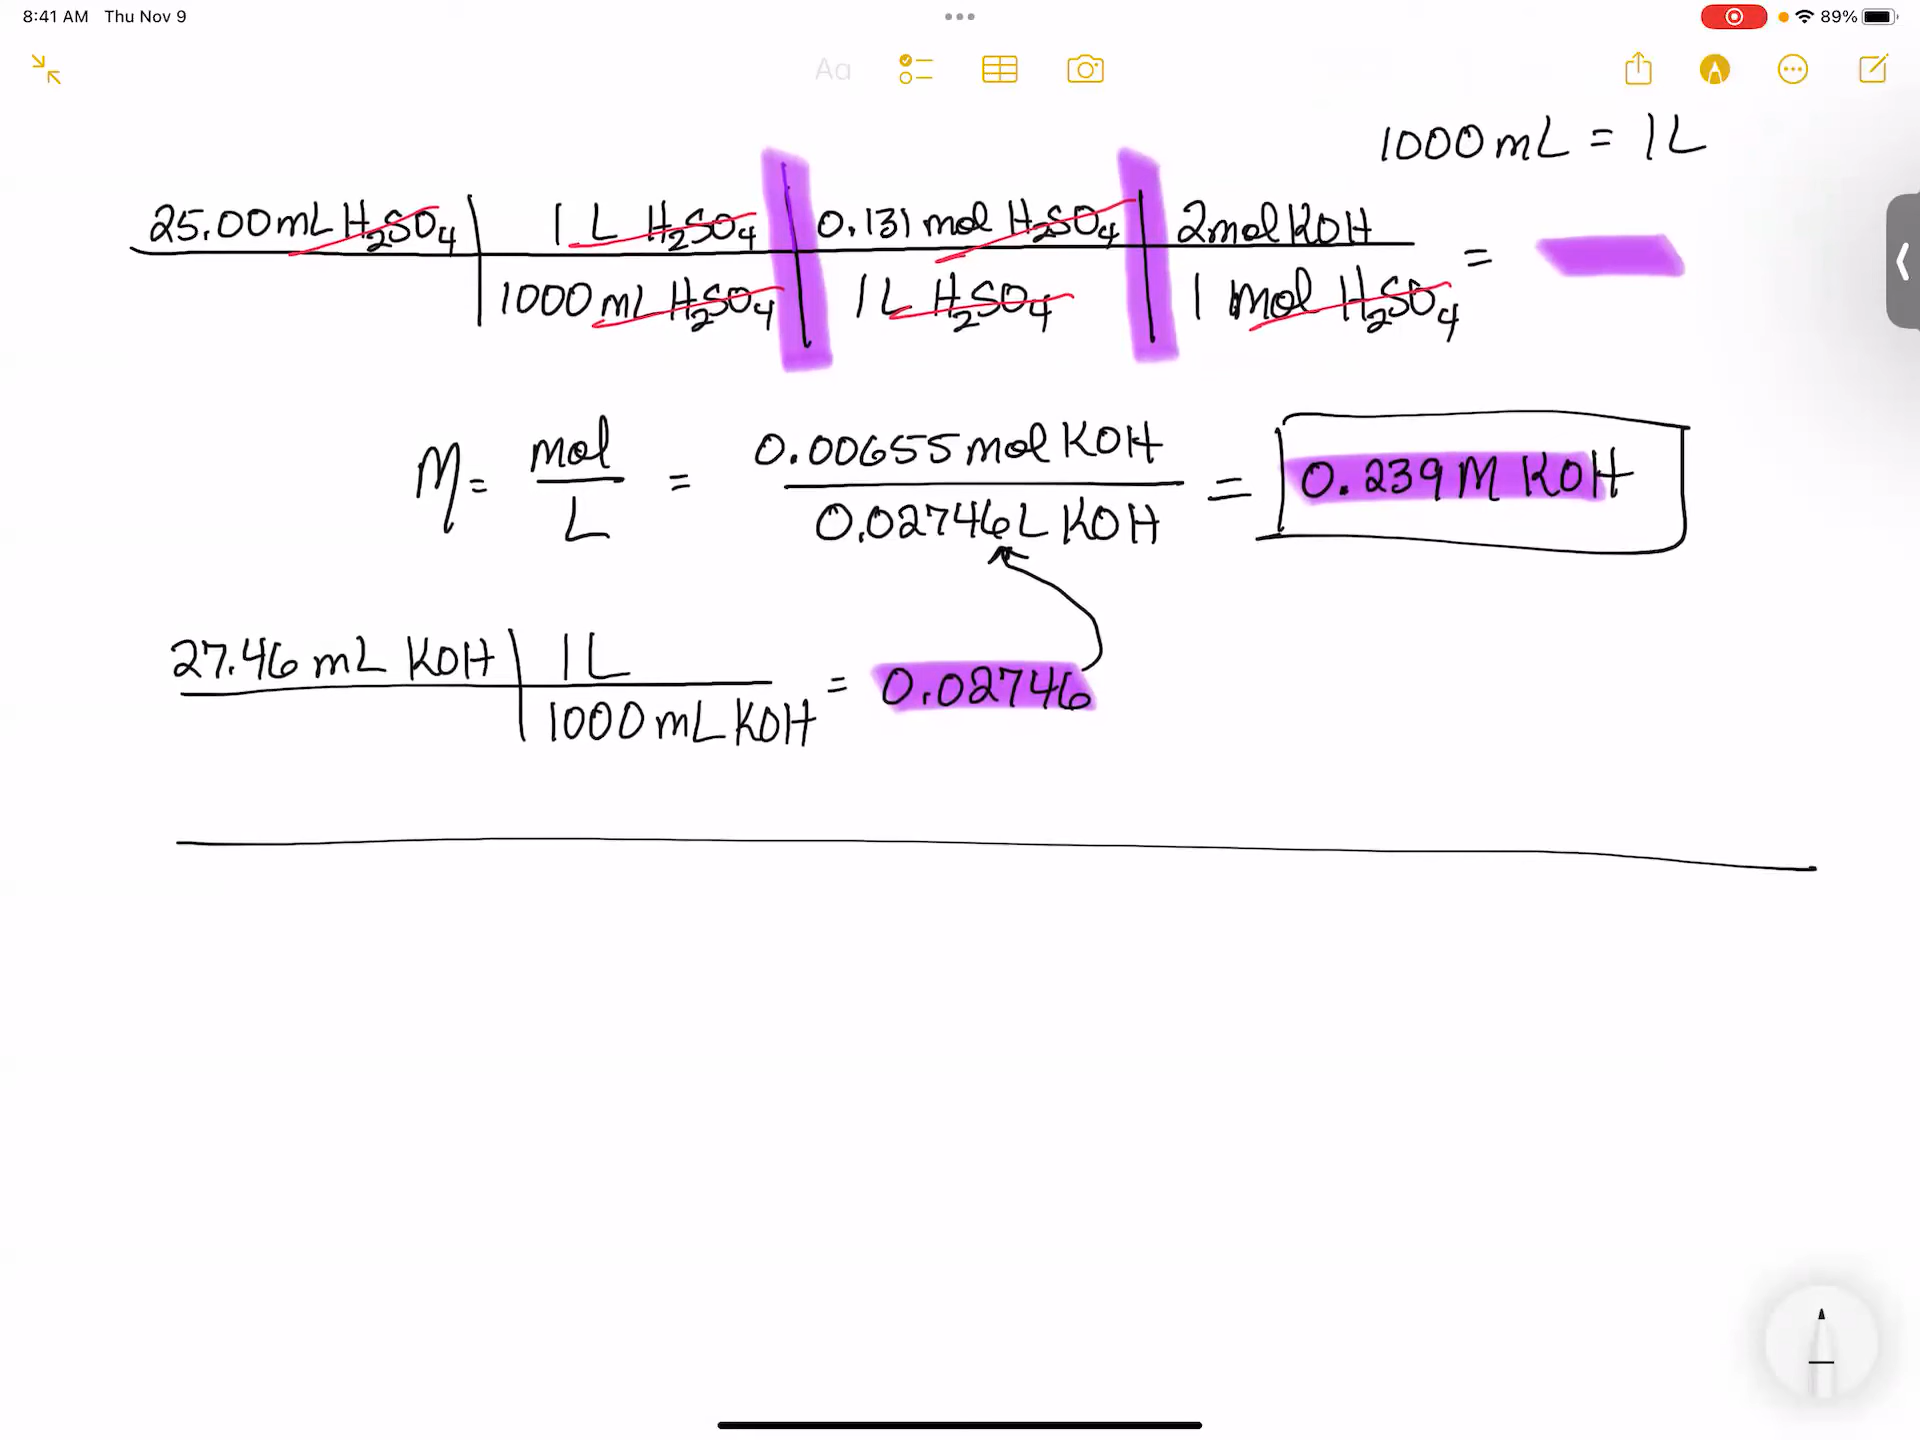 8:41 AM Thu Nov 9
89%
Aa
1000 mL = 1 L
25.00 mL H₂SO₄ | 1 L H₂SO₄ | 0.131 mol H₂SO₄ | 2 mol KOH =
1000 mL H₂SO₄ | 1 L H₂SO₄ | 1 mol H₂SO₄
M = mol / L = 0.00655 mol KOH / 0.02746 L KOH = 0.239 M KOH
27.46 mL KOH | 1 L = 0.02746
1000 mL KOH